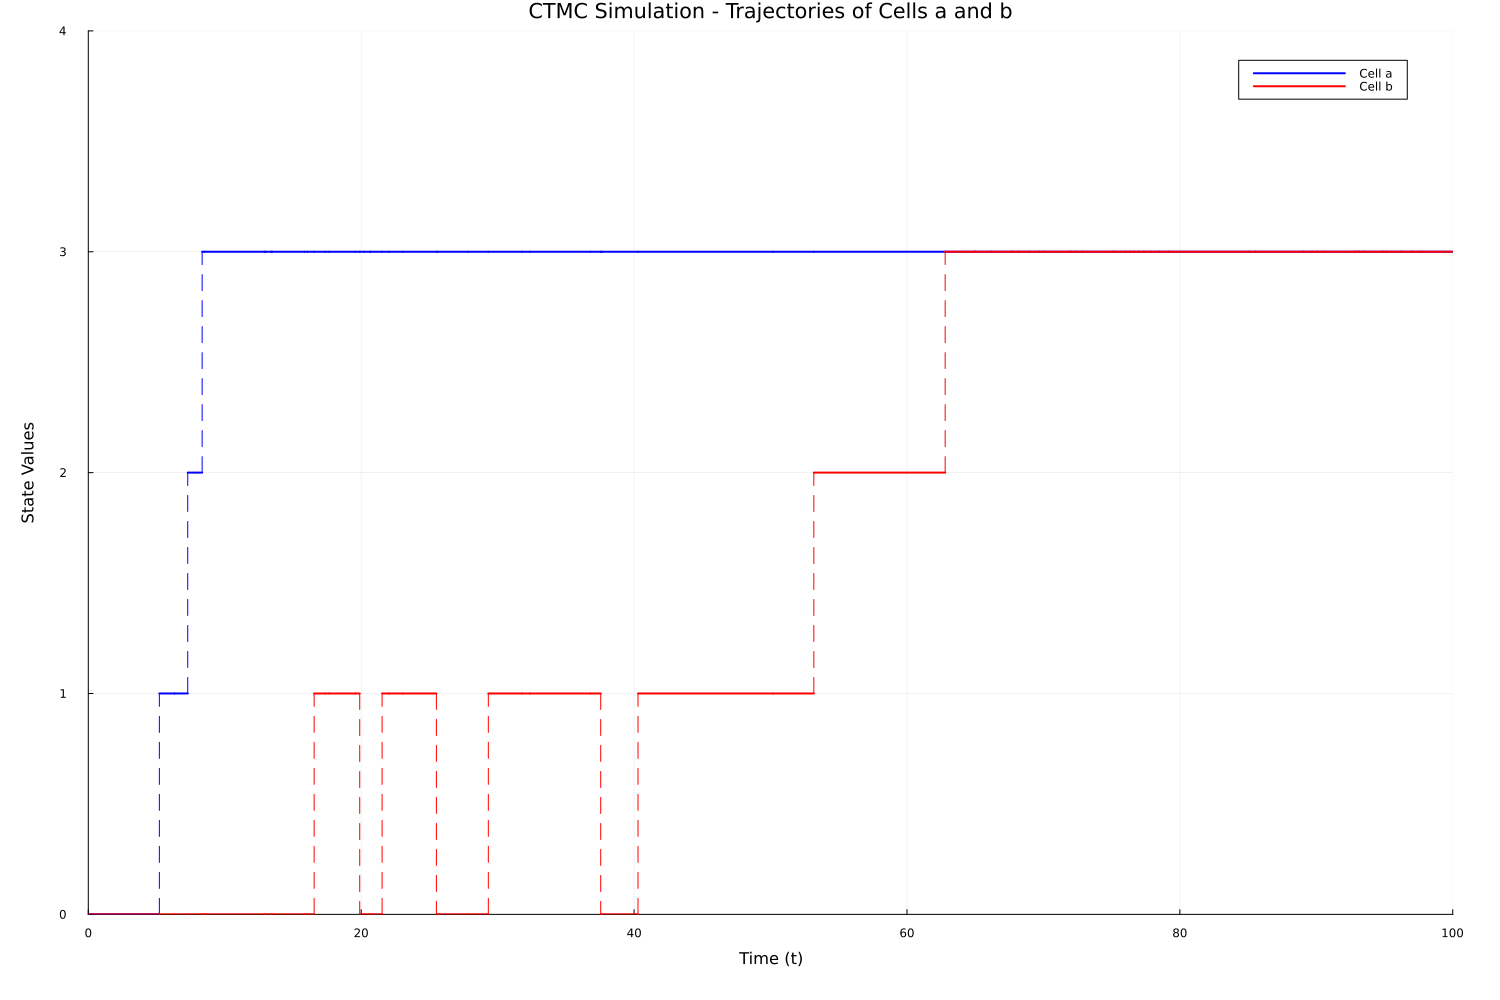 CTMC Simulation - Trajectories of Cells a and b
4
Cell a
Cell b
3
State Values
2
1
0
0 20 40 60 80 100
Time (t)